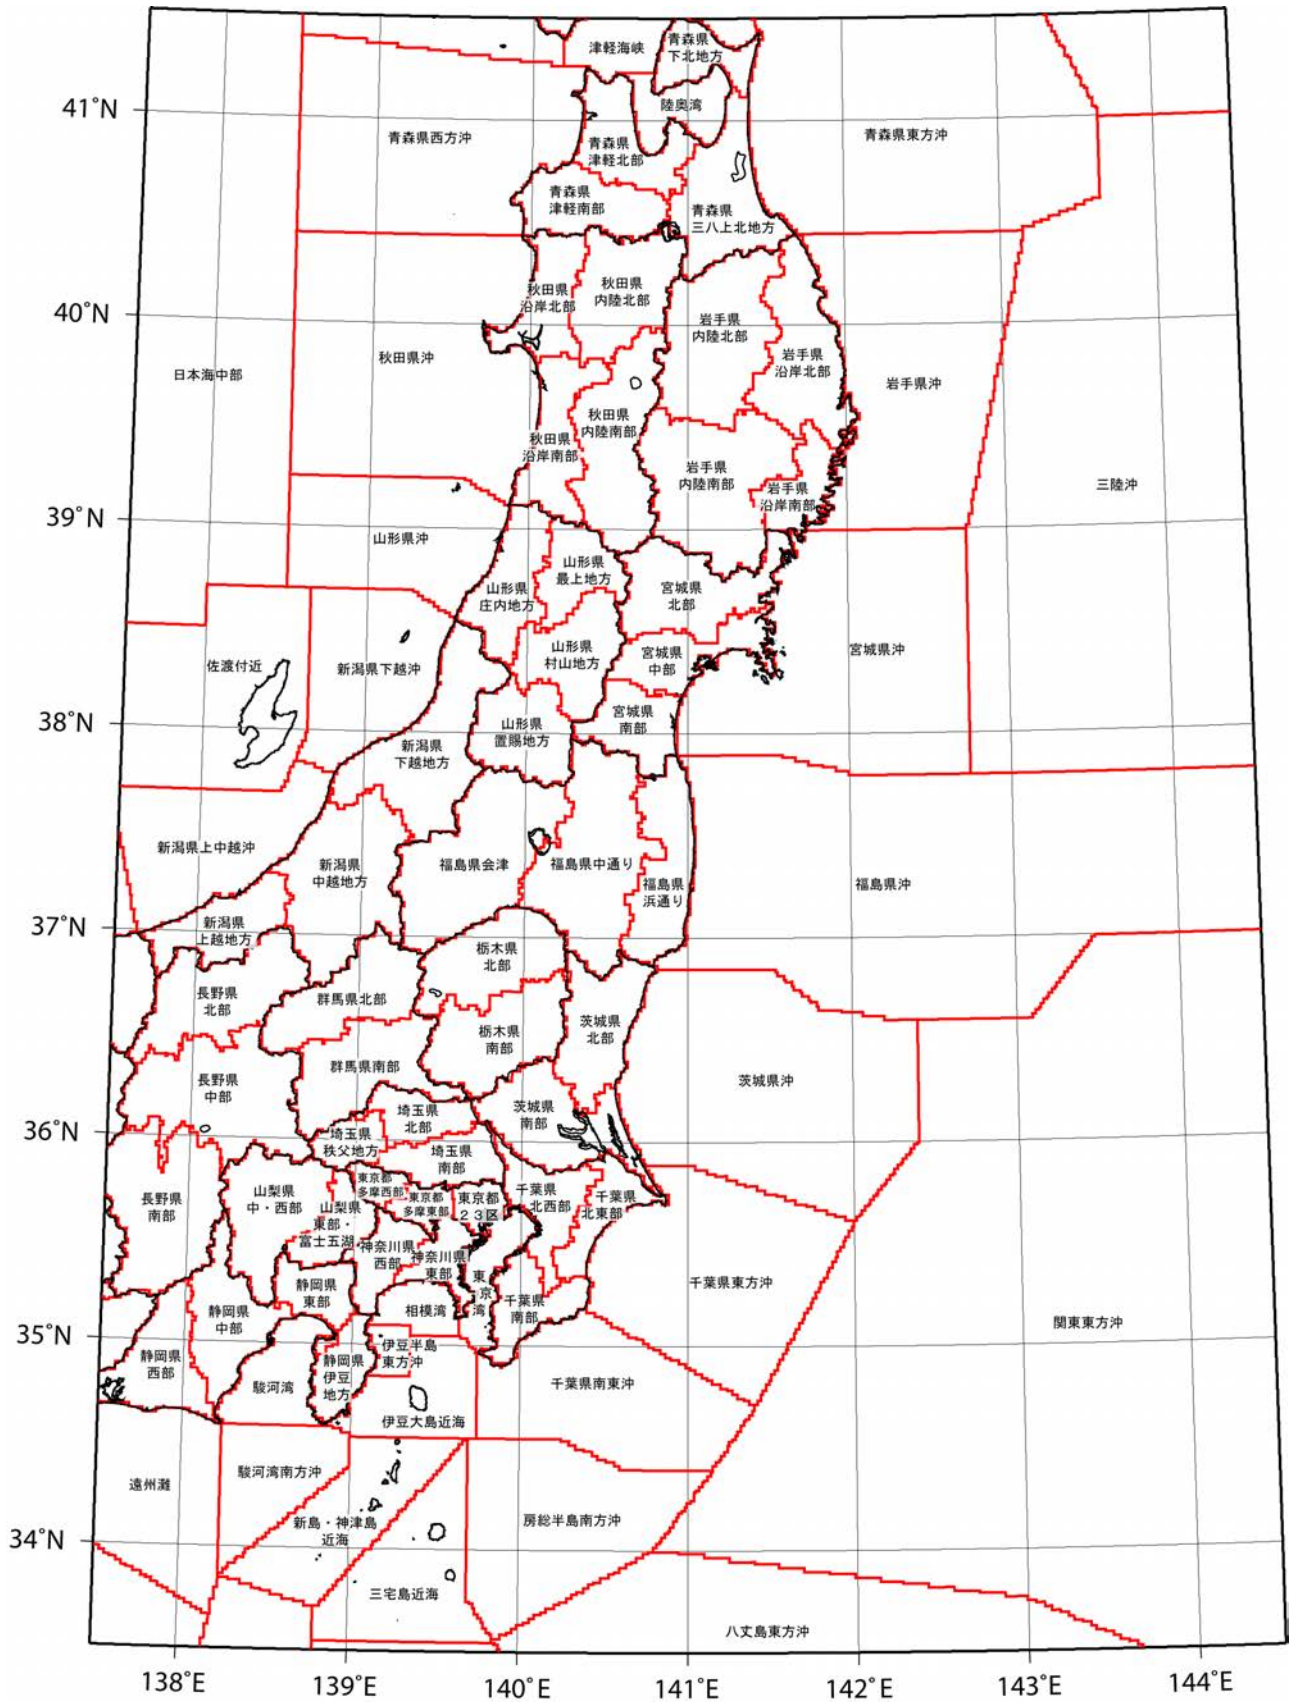 津軽海峡
青森県
下北地方
41°N
陸奥湾
青森県西方沖
青森県東方沖
青森県
津軽北部
青森県
津軽南部
青森県
三八上北地方
秋田県
沿岸北部
秋田県
内陸北部
40°N
岩手県
内陸北部
岩手県
沿岸北部
日本海中部
秋田県沖
岩手県沖
秋田県
内陸南部
秋田県
沿岸南部
岩手県
内陸南部
岩手県
沿岸南部
三陸沖
39°N
山形県沖
山形県
最上地方
山形県
庄内地方
宮城県
北部
山形県
村山地方
宮城県
中部
宮城県沖
佐渡付近
新潟県下越沖
38°N
宮城県
南部
山形県
置賜地方
新潟県
下越地方
新潟県上中越沖
新潟県
中越地方
福島県会津
福島県中通り
福島県
浜通り
福島県沖
37°N
新潟県
上越地方
栃木県
北部
長野県
北部
群馬県北部
栃木県
南部
茨城県
北部
群馬県南部
長野県
中部
茨城県沖
埼玉県
北部
茨城県
南部
36°N
埼玉県
秩父地方
埼玉県
南部
長野県
南部
山梨県
中・西部
山梨県
東部・
富士五湖
東京都
多摩西部
東京都
多摩東部
東京都
２３区
千葉県
北西部
千葉県
北東部
神奈川県
西部
神奈川県
東部
東
京
湾
静岡県
東部
静岡県
中部
相模湾
千葉県
南部
千葉県東方沖
関東東方沖
35°N
静岡県
西部
駿河湾
静岡県
伊豆
地方
伊豆半島
東方沖
千葉県南東沖
伊豆大島近海
遠州灘
駿河湾南方沖
新島・神津島
近海
房総半島南方沖
34°N
三宅島近海
八丈島東方沖
138°E
139°E
140°E
141°E
142°E
143°E
144°E